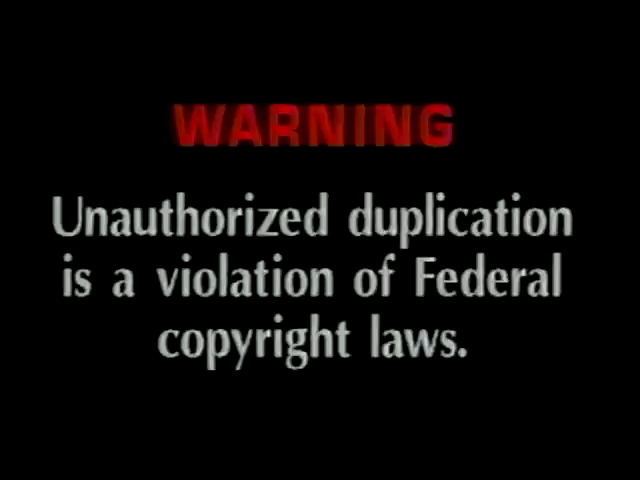 WARNING
Unauthorized duplication
is a violation of Federal
copyright laws.